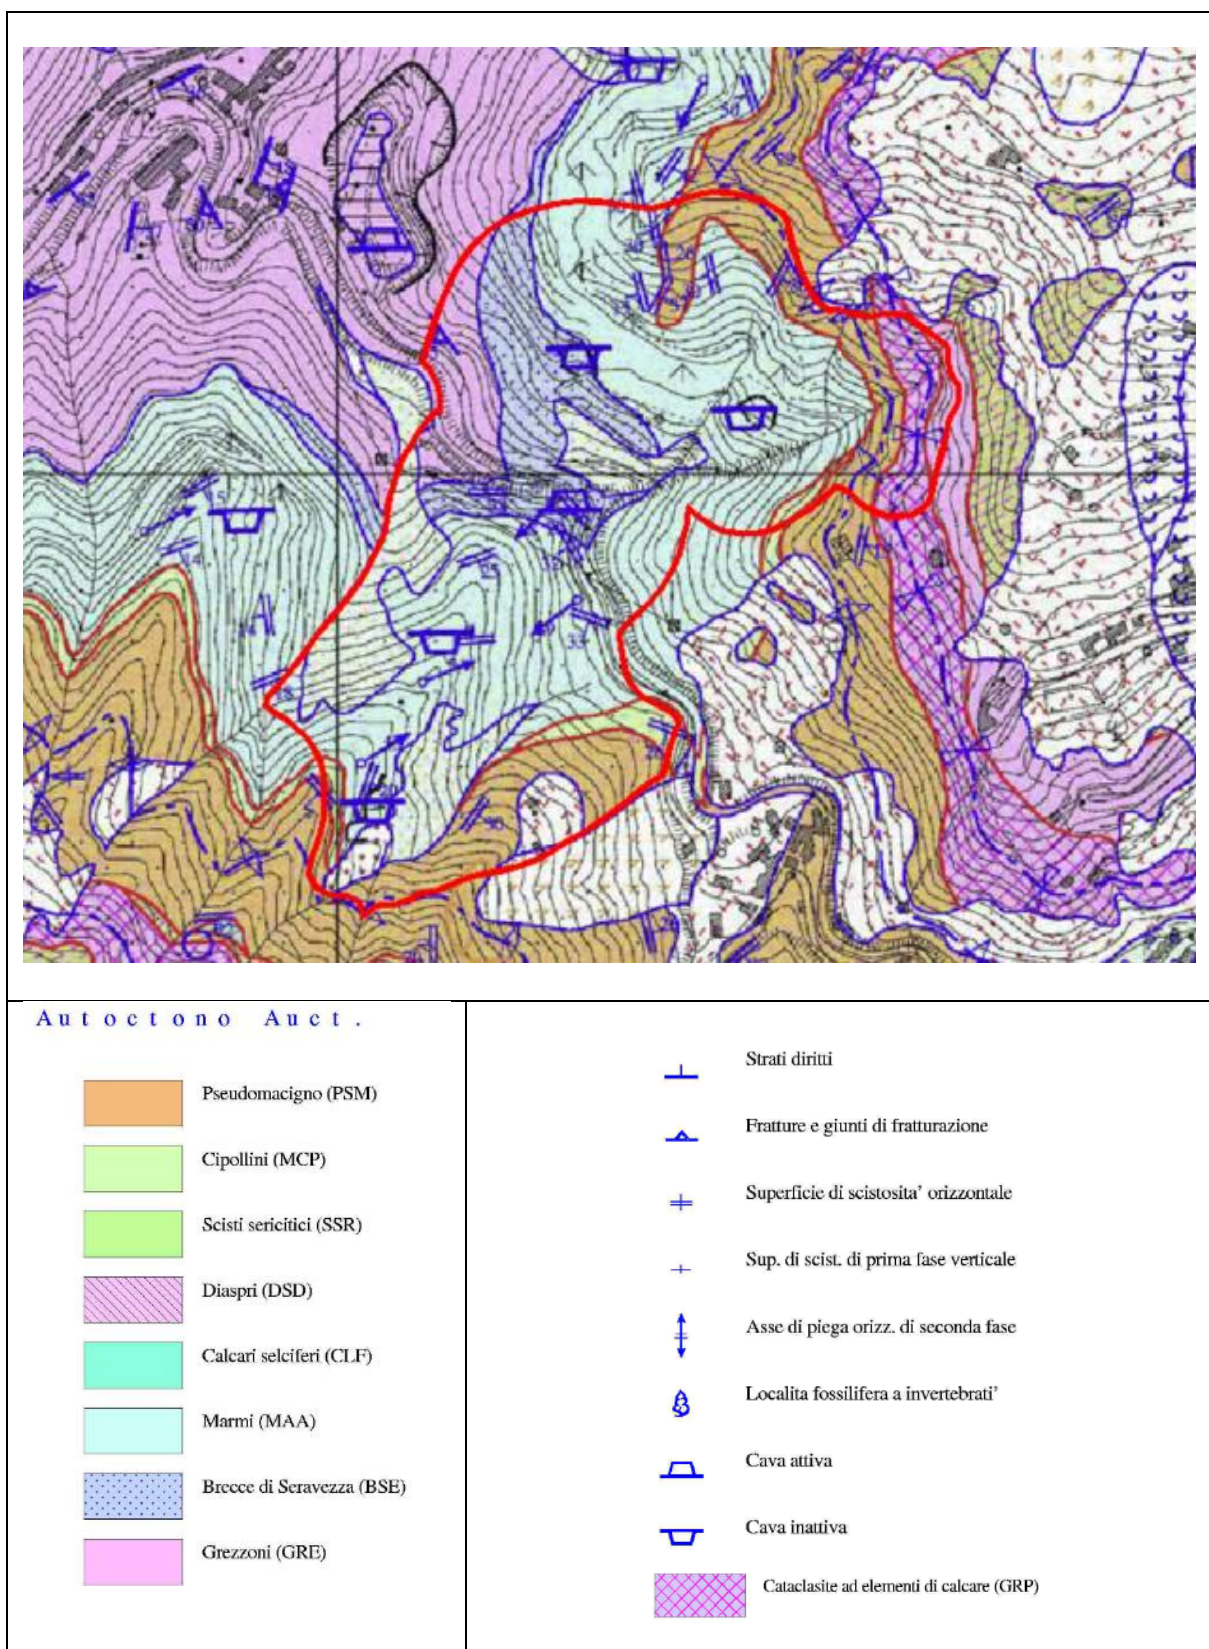 Autoctono Auct.
Pseudomacigno (PSM)
Cipollini (MCP)
Scisti sericitici (SSR)
Diaspri (DSD)
Calcari selciferi (CLF)
Marmi (MAA)
Brecce di Seravezza (BSE)
Grezzoni (GRE)
Strati diritti
Fratture e giunti di fratturazione
Superficie di scistosita' orizzontale
Sup. di scist. di prima fase verticale
Asse di piega orizz. di seconda fase
Localita fossilifera a invertebrati'
Cava attiva
Cava inattiva
Cataclasite ad elementi di calcare (GRP)